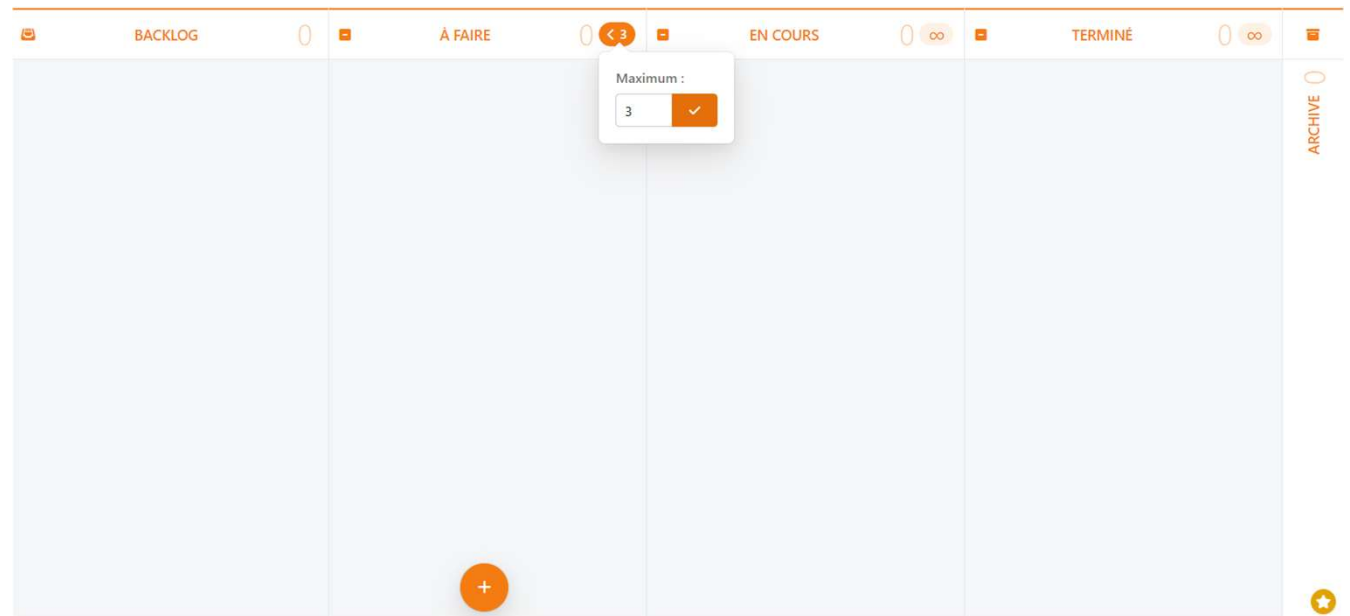 BACKLOG 0
À FAIRE 0 < 3
EN COURS 0 ∞
TERMINÉ 0 ∞
ARCHIVE 0
Maximum :
3